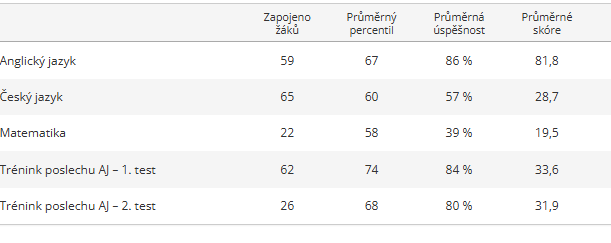 Zapojeno žáků Průměrný percentil Průměrná úspěšnost Průměrné skóre
Anglický jazyk 59 67 86 % 81,8
Český jazyk 65 60 57 % 28,7
Matematika 22 58 39 % 19,5
Trénink poslechu AJ – 1. test 62 74 84 % 33,6
Trénink poslechu AJ – 2. test 26 68 80 % 31,9